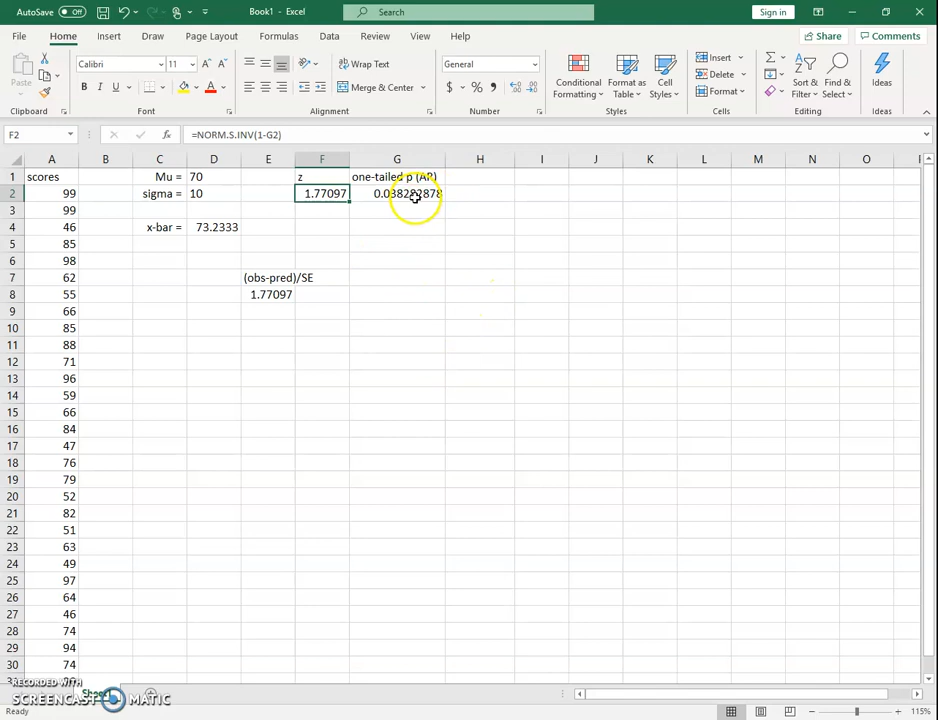 AutoSave Off
Book1 - Excel
Search
Sign in
File Home Insert Draw Page Layout Formulas Data Review View Help
Share Comments
Calibri 11
Wrap Text
General
Insert
Paste
B I U
Merge & Center
$ % ,
Conditional Formatting
Format as Table
Cell Styles
Delete
Format
Sort & Filter
Find & Select
Ideas
Clipboard Font Alignment Number Styles Cells Editing Ideas
F2 fx =NORM.S.INV(1-G2)
A B C D E F G H I J K L M N O
1 scores Mu = 70 z one-tailed p (AR)
2 99 sigma = 10 1.77097 0.038282878
3 99
4 46 x-bar = 73.2333
5 85
6 98
7 62 (obs-pred)/SE
8 55 1.77097
9 66
10 85
11 88
12 71
13 96
14 59
15 66
16 84
17 47
18 76
19 79
20 52
21 82
22 51
23 63
24 49
25 97
26 64
27 46
28 74
29 94
30 74
RECORDED WITH
SCREENCAST MATIC
Sheet1
Ready
115%